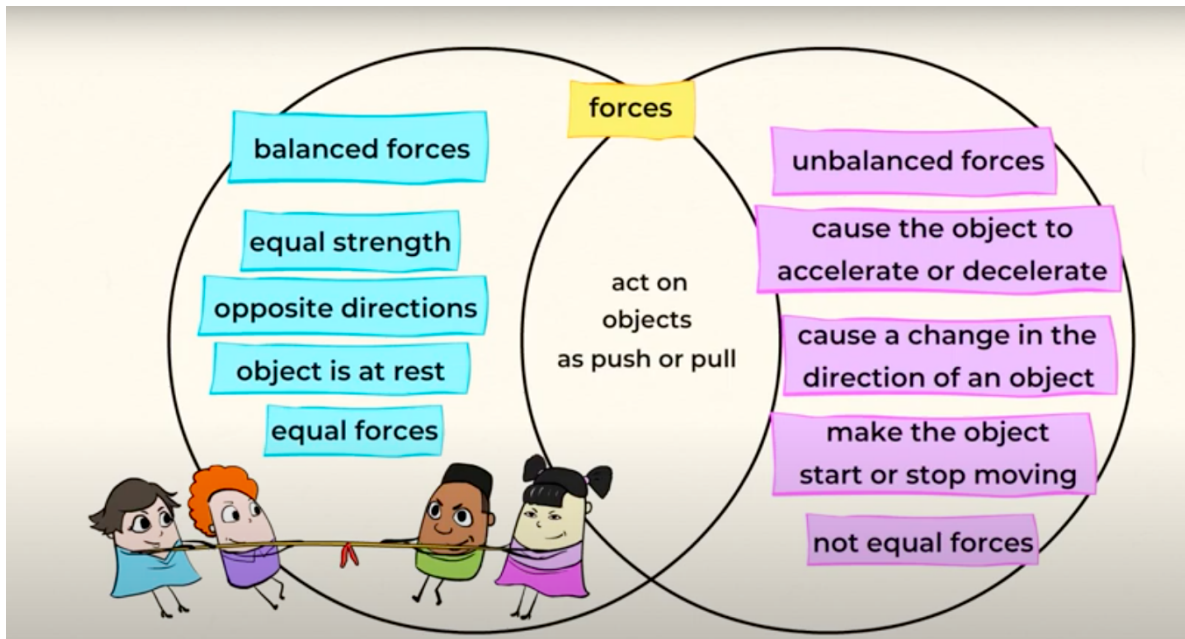 forces
balanced forces
equal strength
opposite directions
object is at rest
equal forces
act on
objects
as push or pull
unbalanced forces
cause the object to
accelerate or decelerate
cause a change in the
direction of an object
make the object
start or stop moving
not equal forces